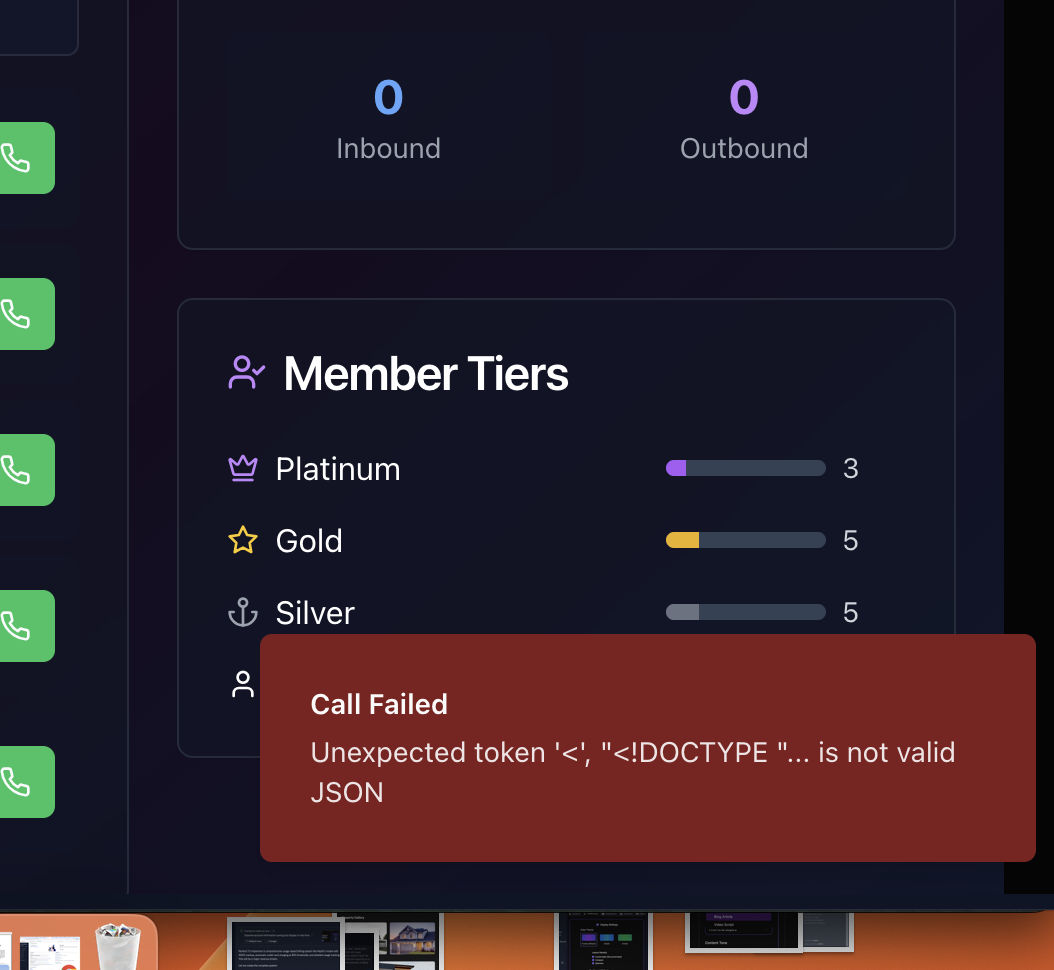 0
Inbound
0
Outbound
Member Tiers
Platinum
3
Gold
5
Silver
5
Call Failed
Unexpected token '<', "<!DOCTYPE "... is not valid
JSON